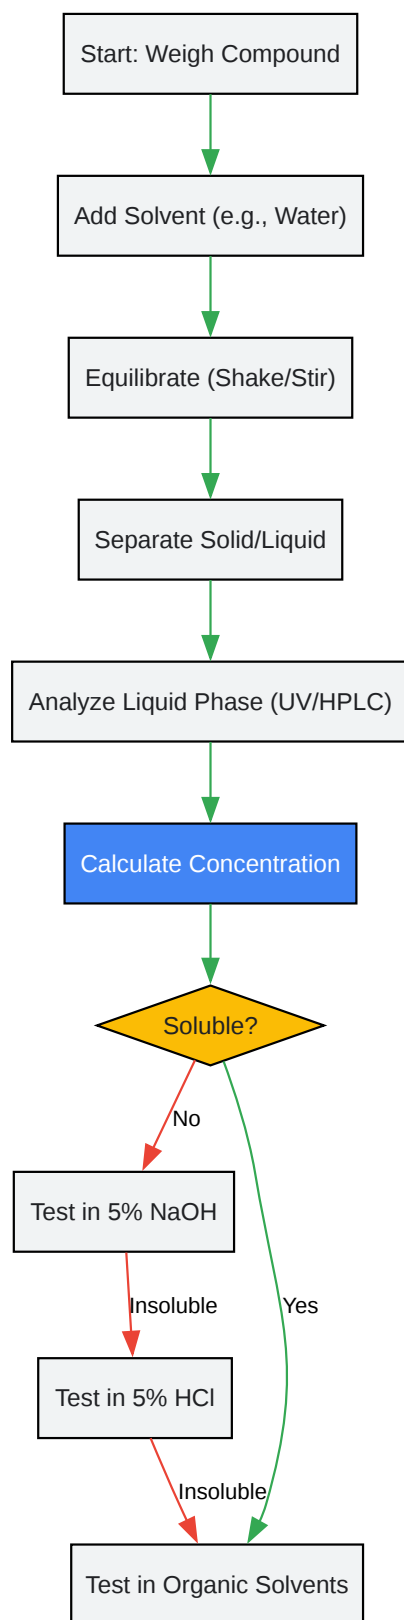 Start: Weigh Compound
Add Solvent (e.g., Water)
Equilibrate (Shake/Stir)
Separate Solid/Liquid
Analyze Liquid Phase (UV/HPLC)
Calculate Concentration
Soluble?
No
Test in 5% NaOH
Insoluble
Yes
Test in 5% HCl
Insoluble
Test in Organic Solvents